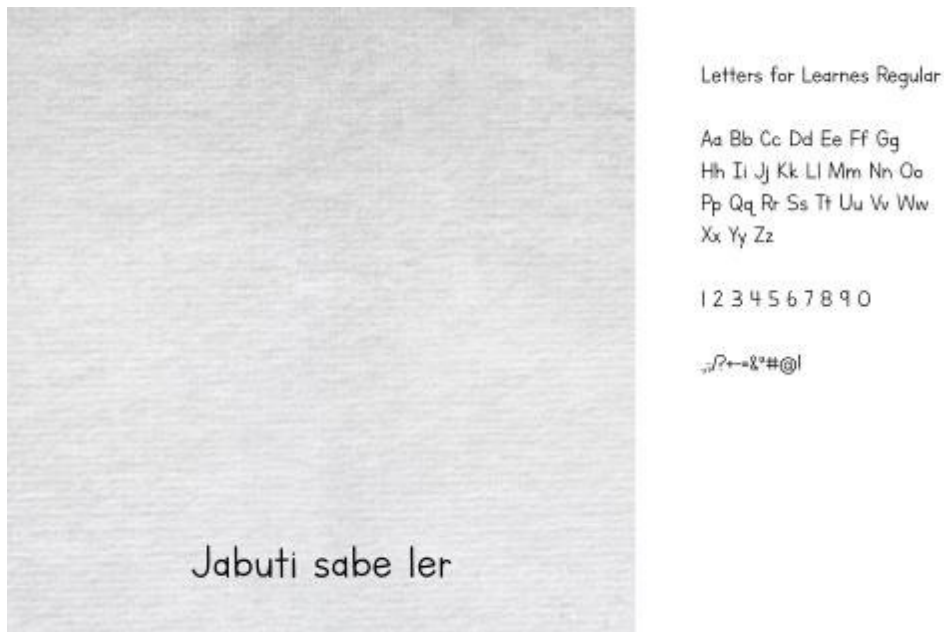 Jabuti sabe ler
Letters for Learnes Regular
Aa Bb Cc Dd Ee Ff Gg
Hh Ii Jj Kk Ll Mm Nn Oo
Pp Qq Rr Ss Tt Uu Vv Ww
Xx Yy Zz
1 2 3 4 5 6 7 8 9 0